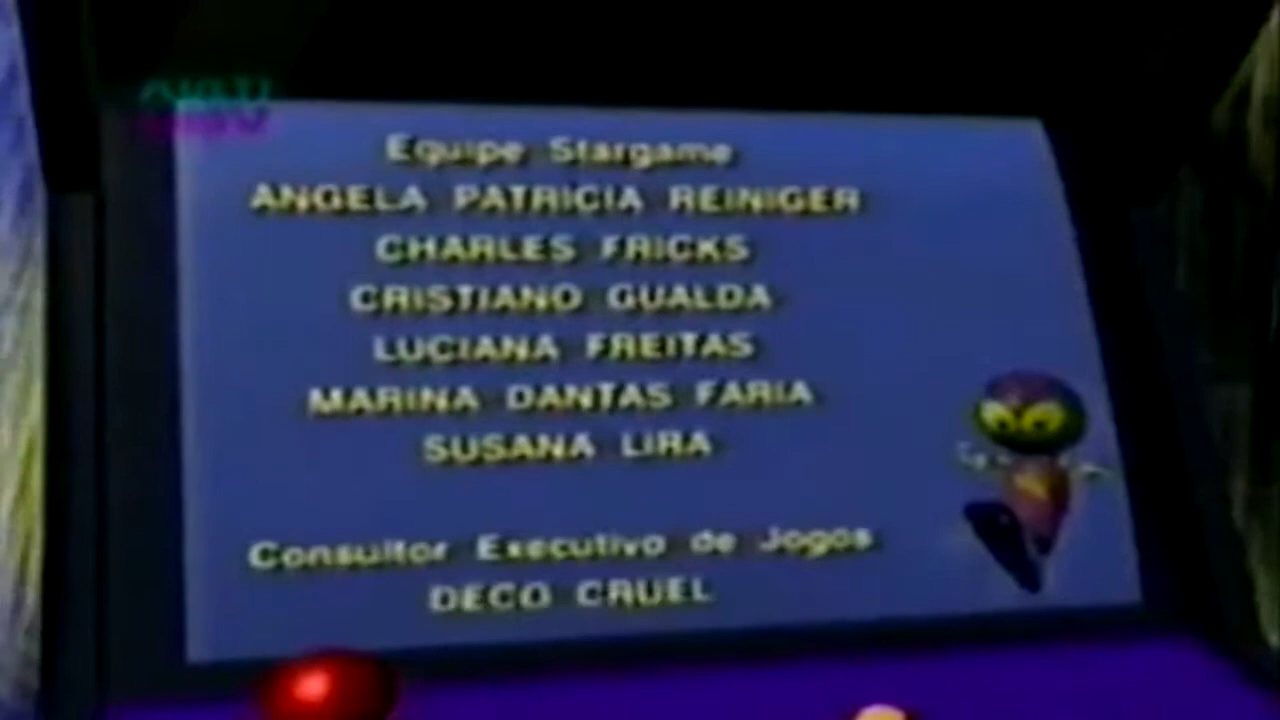 Equipe Stargame
ANGELA PATRICIA REINIGER
CHARLES FRICKS
CRISTIANO GUALDA
LUCIANA FREITAS
MARINA DANTAS FARIA
SUSANA LIRA
Consultor Executivo de Jogos
DECO CRUEL